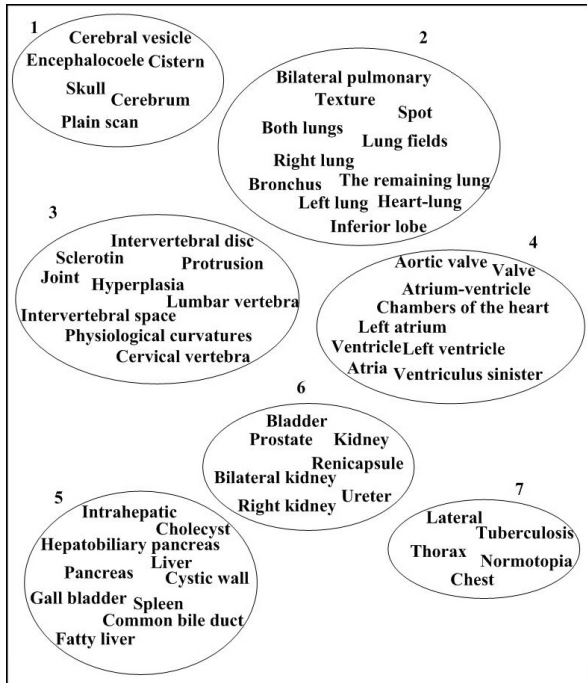 1
Cerebral vesicle
Encephalocoele Cistern
Skull
Cerebrum
Plain scan
2
Bilateral pulmonary
Texture
Spot
Both lungs
Lung fields
Right lung
Bronchus The remaining lung
Left lung Heart-lung
Inferior lobe
3
Intervertebral disc
Sclerotin
Protrusion
Joint
Hyperplasia
Lumbar vertebra
Intervertebral space
Physiological curvatures
Cervical vertebra
4
Aortic valve
Valve
Atrium-ventricle
Chambers of the heart
Left atrium
Ventricle Left ventricle
Atria
Ventriculus sinister
6
Bladder
Prostate Kidney
Renicapsule
Bilateral kidney
Ureter
Right kidney
5
Intrahepatic
Cholecyst
Hepatobiliary pancreas
Liver
Pancreas
Cystic wall
Gall bladder
Spleen
Common bile duct
Fatty liver
7
Lateral
Tuberculosis
Thorax
Normotopia
Chest